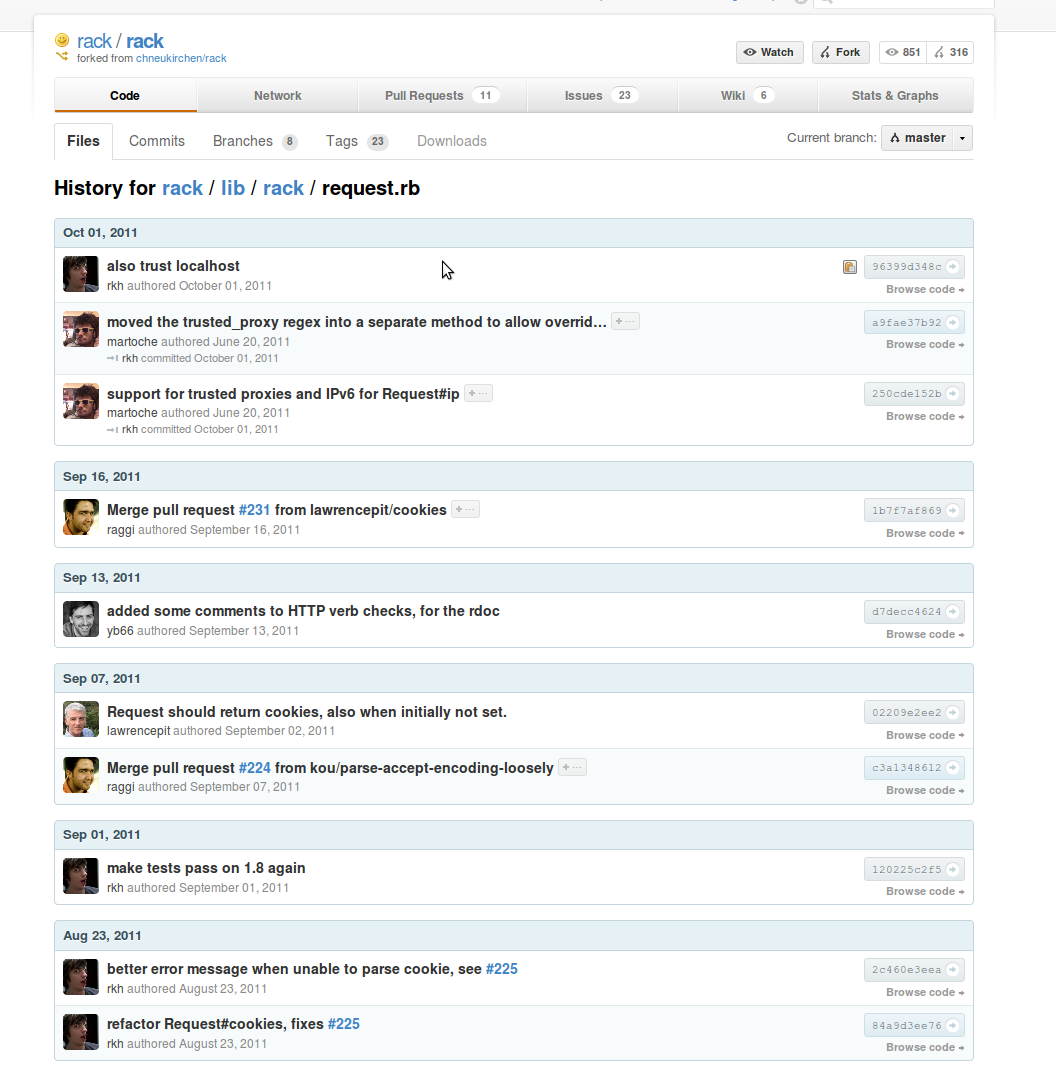 rack / rack
forked from chneukirchen/rack
Watch Fork 851 316
Code Network Pull Requests 11 Issues 23 Wiki 6 Stats & Graphs
Files Commits Branches 8 Tags 23 Downloads Current branch: master
History for rack / lib / rack / request.rb
Oct 01, 2011
also trust localhost 96399d348c
rkh authored October 01, 2011 Browse code
moved the trusted_proxy regex into a separate method to allow overrid… + ··· a9fae37b92
martoche authored June 20, 2011 Browse code
rkh committed October 01, 2011
support for trusted proxies and IPv6 for Request#ip + ··· 250cde152b
martoche authored June 20, 2011 Browse code
rkh committed October 01, 2011
Sep 16, 2011
Merge pull request #231 from lawrencepit/cookies + ··· 1b7f7af869
raggi authored September 16, 2011 Browse code
Sep 13, 2011
added some comments to HTTP verb checks, for the rdoc d7decc4624
yb66 authored September 13, 2011 Browse code
Sep 07, 2011
Request should return cookies, also when initially not set. 02209e2ee2
lawrencepit authored September 02, 2011 Browse code
Merge pull request #224 from kou/parse-accept-encoding-loosely + ··· c3a1348612
raggi authored September 07, 2011 Browse code
Sep 01, 2011
make tests pass on 1.8 again 120225c2f5
rkh authored September 01, 2011 Browse code
Aug 23, 2011
better error message when unable to parse cookie, see #225 2c460e3eea
rkh authored August 23, 2011 Browse code
refactor Request#cookies, fixes #225 84a9d3ee76
rkh authored August 23, 2011 Browse code